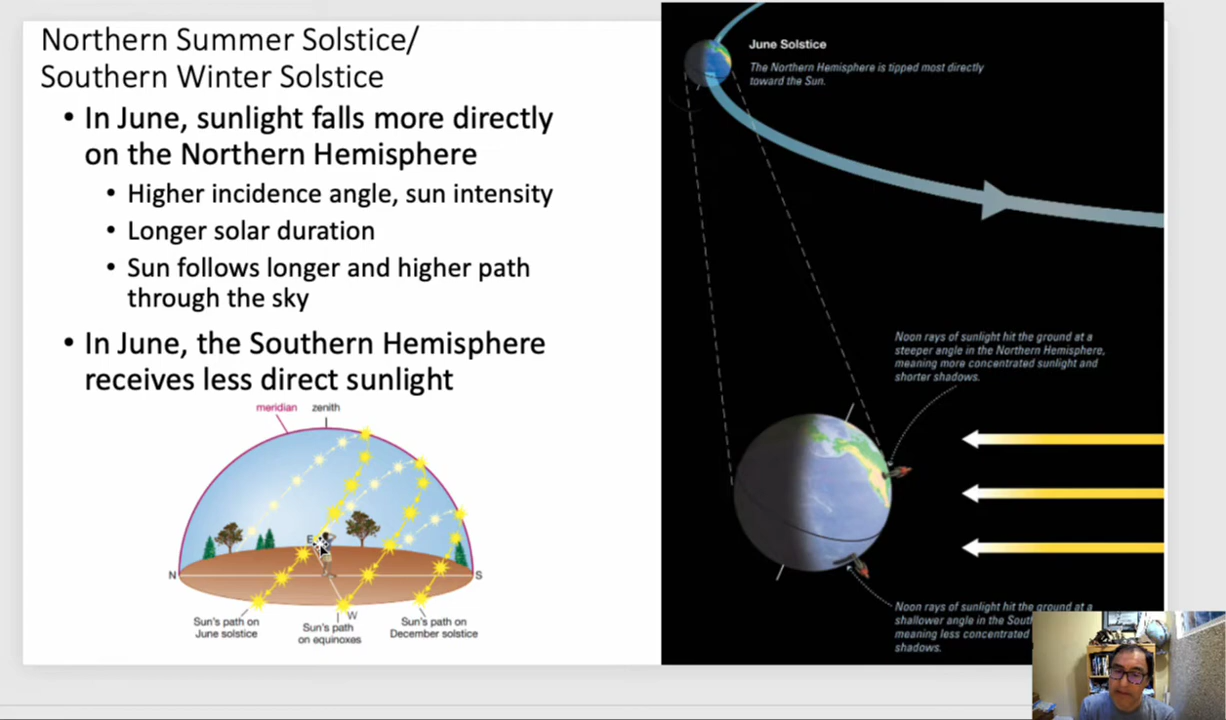 Northern Summer Solstice/
Southern Winter Solstice
• In June, sunlight falls more directly
on the Northern Hemisphere
• Higher incidence angle, sun intensity
• Longer solar duration
• Sun follows longer and higher path
through the sky
• In June, the Southern Hemisphere
receives less direct sunlight
meridian zenith
E
N
S
W
Sun's path on
June solstice
Sun's path
on equinoxes
Sun's path on
December solstice
June Solstice
The Northern Hemisphere is tipped most directly
toward the Sun.
Noon rays of sunlight hit the ground at a
steeper angle in the Northern Hemisphere,
meaning more concentrated sunlight and
shorter shadows.
Noon rays of sunlight hit the ground at a
shallower angle in the
meaning less concentrated
shadows.